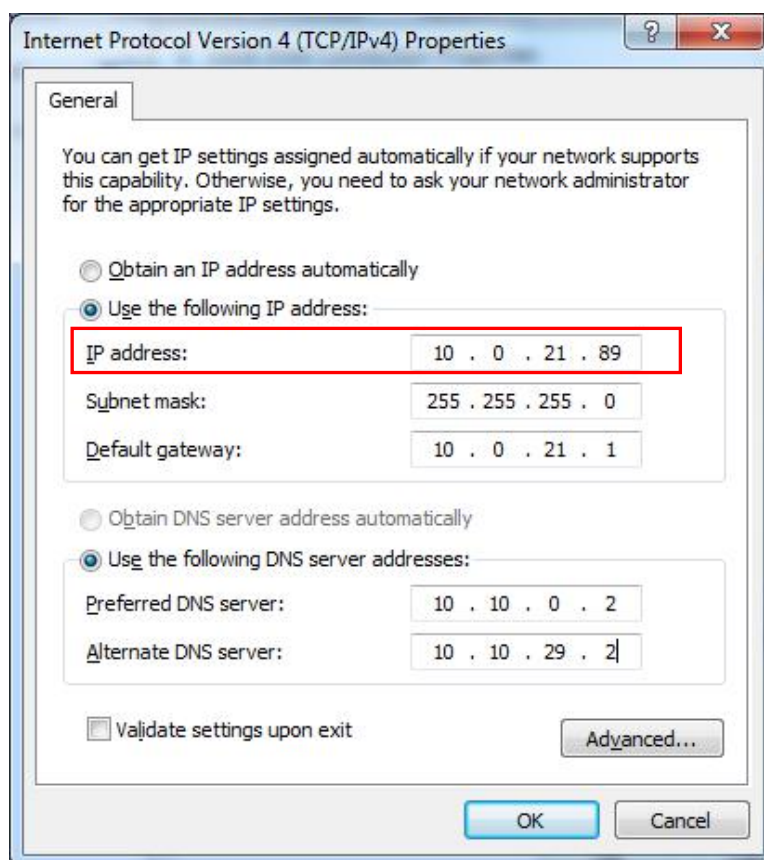 Internet Protocol Version 4 (TCP/IPv4) Properties
General
You can get IP settings assigned automatically if your network supports
this capability. Otherwise, you need to ask your network administrator
for the appropriate IP settings.
Obtain an IP address automatically
Use the following IP address:
IP address: 10 . 0 . 21 . 89
Subnet mask: 255 . 255 . 255 . 0
Default gateway: 10 . 0 . 21 . 1
Obtain DNS server address automatically
Use the following DNS server addresses:
Preferred DNS server: 10 . 10 . 0 . 2
Alternate DNS server: 10 . 10 . 29 . 2
Validate settings upon exit
Advanced...
OK Cancel